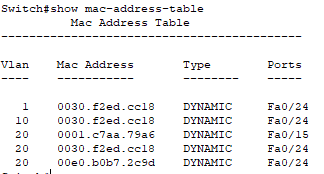 Switch#show mac-address-table
Mac Address Table
-------------------------------------------
Vlan Mac Address Type Ports
---- ----------- -------- -----
1 0030.f2ed.cc18 DYNAMIC Fa0/24
10 0030.f2ed.cc18 DYNAMIC Fa0/24
20 0001.c7aa.79a6 DYNAMIC Fa0/15
20 0030.f2ed.cc18 DYNAMIC Fa0/24
20 00e0.b0b7.2c9d DYNAMIC Fa0/24